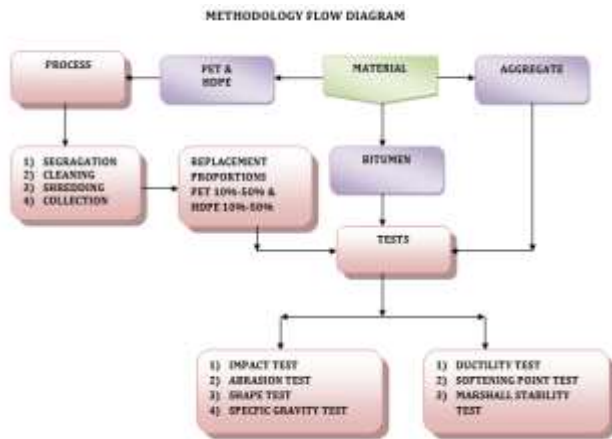 METHODOLOGY FLOW DIAGRAM
PROCESS
PET &
HDPE
MATERIAL
AGGREGATE
1) SEGRAGATION
2) CLEANING
3) SHREDDING
4) COLLECTION
REPLACEMENT
PROPORTIONS
PET 10%-50% &
HDPE 10%-50%
BITUMEN
TESTS
1) IMPACT TEST
2) ABRASION TEST
3) SHAPE TEST
4) SPECFIC GRAVITY TEST
1) DUCTILITY TEST
2) SOFTENING POINT TEST
3) MARSHALL STABILITY
TEST